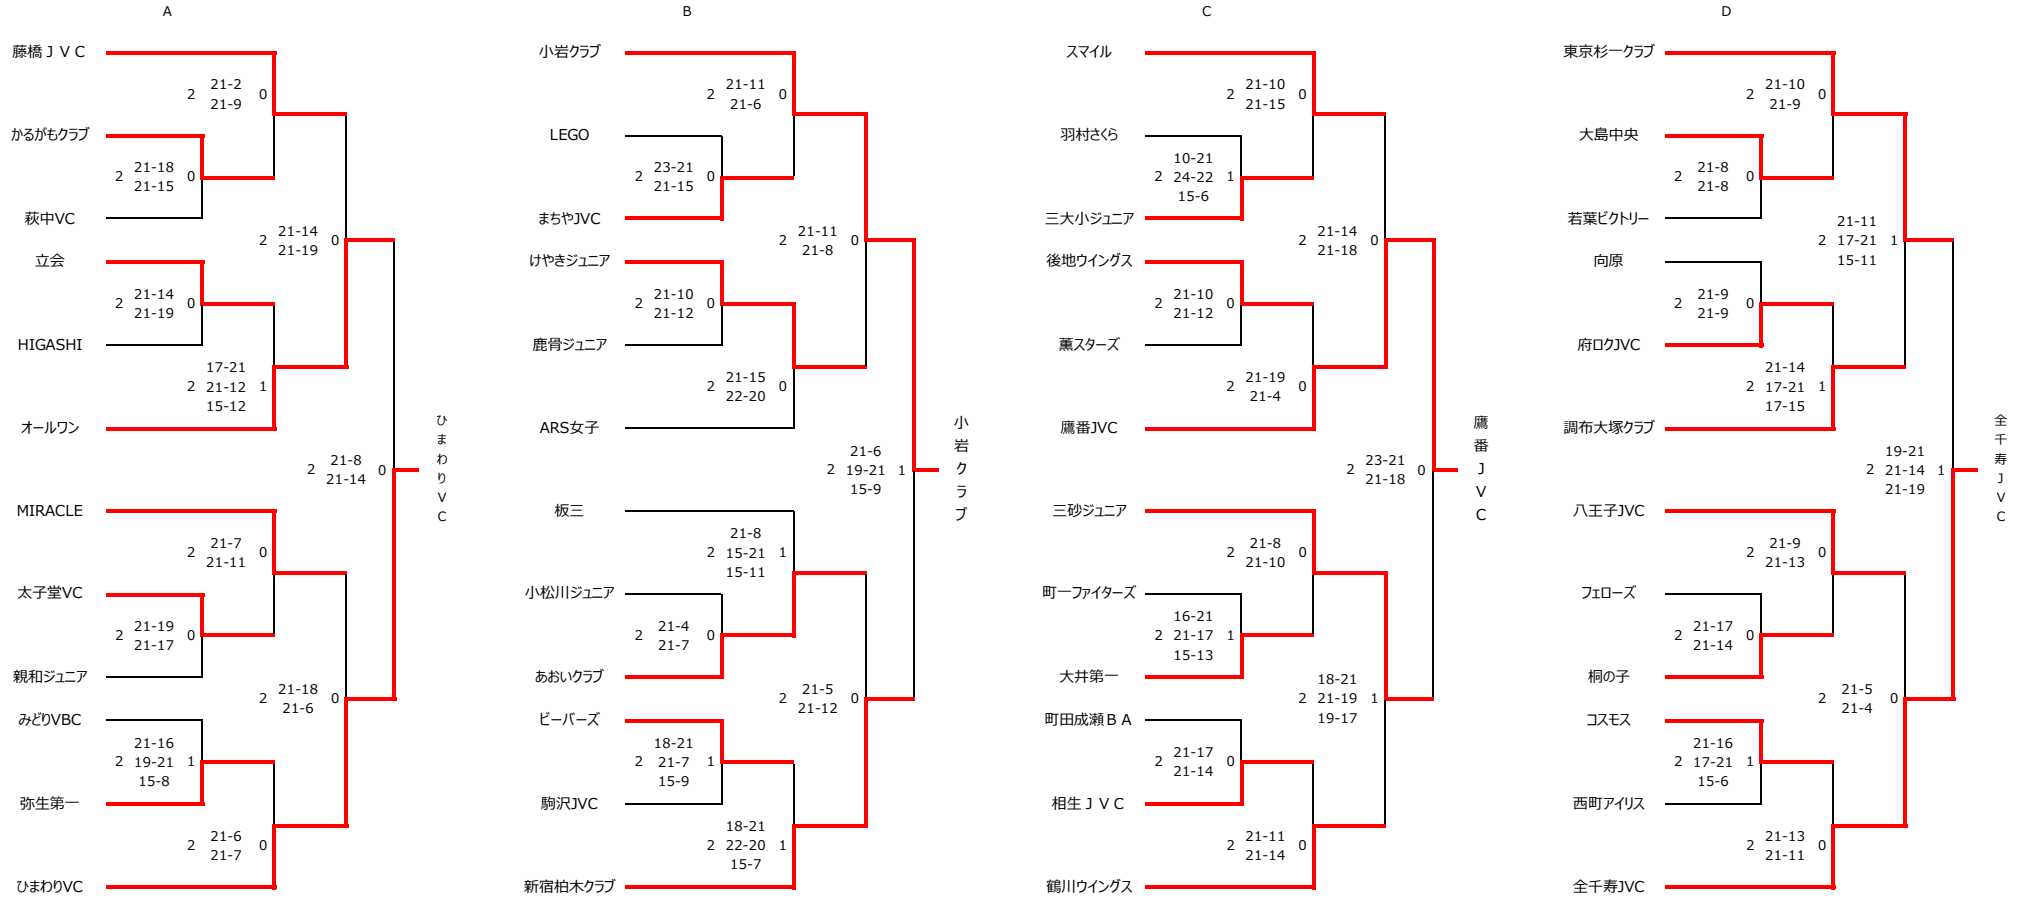 A
藤橋ＪＶＣ
2 21-2 0
21-9
かるがもクラブ
2 21-18 0
21-15
萩中VC
2 21-14 0
21-19
立会
2 21-14 0
21-19
HIGASHI
17-21
2 21-12 1
15-12
オールワン
2 21-8 0
21-14
ひまわりVC
MIRACLE
2 21-7 0
21-11
太子堂VC
2 21-19 0
21-17
親和ジュニア
2 21-18 0
21-6
みどりVBC
21-16
2 19-21 1
15-8
弥生第一
2 21-6 0
21-7
ひまわりVC
B
小岩クラブ
2 21-11 0
21-6
LEGO
2 23-21 0
21-15
まちやJVC
2 21-11 0
21-8
けやきジュニア
2 21-10 0
21-12
鹿骨ジュニア
2 21-15 0
22-20
ARS女子
21-6
2 19-21 1
15-9
小岩クラブ
板三
21-8
2 15-21 1
15-11
小松川ジュニア
2 21-4 0
21-7
あおいクラブ
2 21-5 0
21-12
ビーバーズ
18-21
2 21-7 1
15-9
駒沢JVC
18-21
2 22-20 1
15-7
新宿柏木クラブ
C
スマイル
2 21-10 0
21-15
羽村さくら
10-21
2 24-22 1
15-6
三大小ジュニア
2 21-14 0
21-18
後地ウイングス
2 21-10 0
21-12
薫スターズ
2 21-19 0
21-4
鷹番JVC
2 23-21 0
21-18
鷹番JVC
三砂ジュニア
2 21-8 0
21-10
町一ファイターズ
16-21
2 21-17 1
15-13
大井第一
18-21
2 21-19 1
19-17
町田成瀬ＢＡ
2 21-17 0
21-14
相生ＪＶＣ
2 21-11 0
21-14
鶴川ウイングス
D
東京杉一クラブ
2 21-10 0
21-9
大島中央
2 21-8 0
21-8
若葉ビクトリー
21-11
2 17-21 1
15-11
向原
2 21-9 0
21-9
府ロクJVC
21-14
2 17-21 1
17-15
調布大塚クラブ
19-21
2 21-14 1
21-19
全千寿JVC
八王子JVC
2 21-9 0
21-13
フェローズ
2 21-17 0
21-14
桐の子
2 21-5 0
21-4
コスモス
21-16
2 17-21 1
15-6
西町アイリス
2 21-13 0
21-11
全千寿JVC